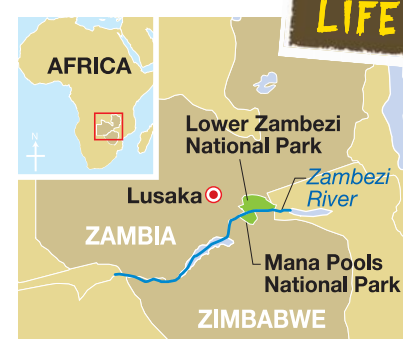 LIFE
AFRICA
N
Lower Zambezi
National Park
Zambezi
River
Lusaka
ZAMBIA
Mana Pools
National Park
ZIMBABWE